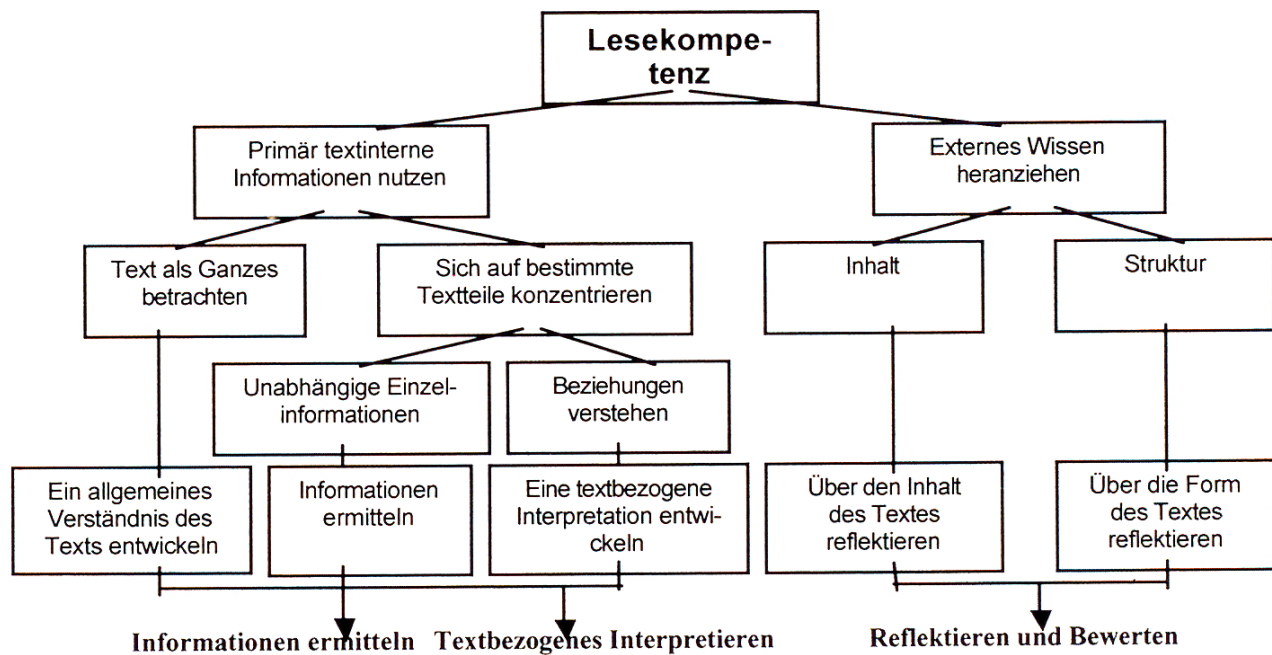 Lesekompe-
tenz
Primär textinterne
Informationen nutzen
Externes Wissen
heranziehen
Text als Ganzes
betrachten
Sich auf bestimmte
Textteile konzentrieren
Inhalt
Struktur
Unabhängige Einzel-
informationen
Beziehungen
verstehen
Ein allgemeines
Verständnis des
Texts entwickeln
Informationen
ermitteln
Eine textbezogene
Interpretation entwi-
ckeln
Über den Inhalt
des Textes
reflektieren
Über die Form
des Textes
reflektieren
Informationen ermitteln
Textbezogenes Interpretieren
Reflektieren und Bewerten